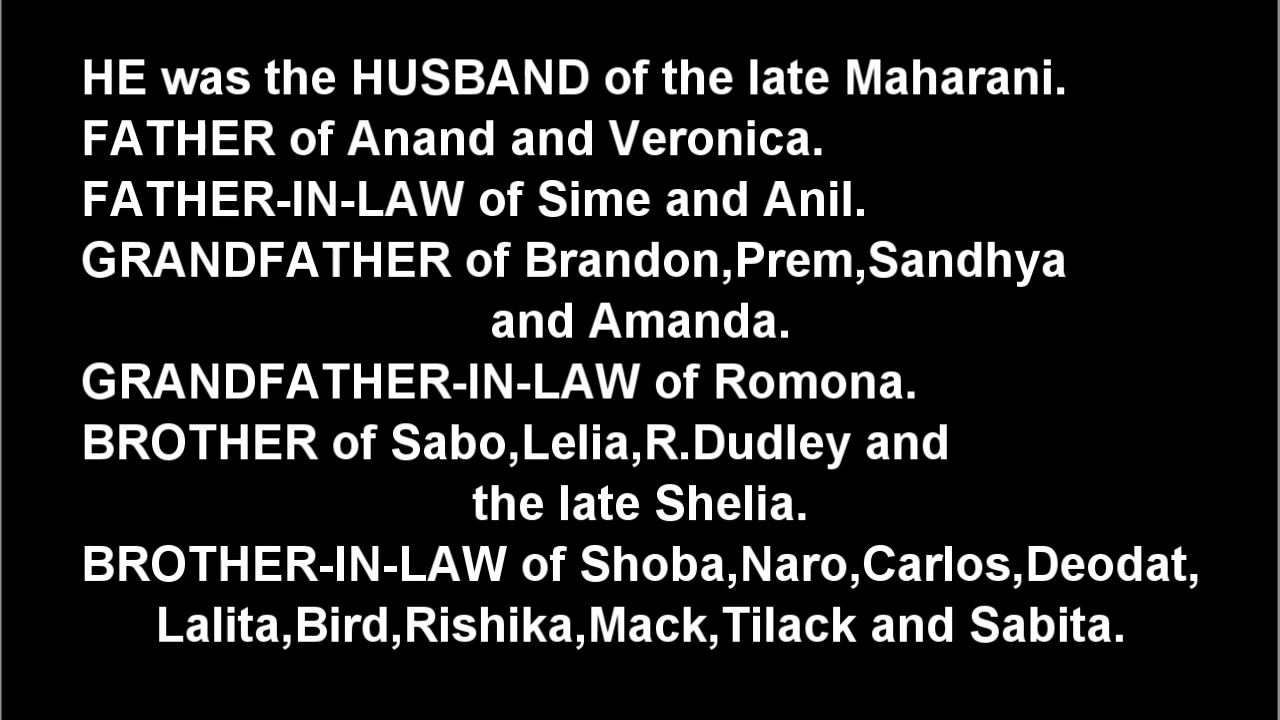 HE was the HUSBAND of the late Maharani.
FATHER of Anand and Veronica.
FATHER-IN-LAW of Sime and Anil.
GRANDFATHER of Brandon,Prem,Sandhya
and Amanda.
GRANDFATHER-IN-LAW of Romona.
BROTHER of Sabo,Lelia,R.Dudley and
the late Shelia.
BROTHER-IN-LAW of Shoba,Naro,Carlos,Deodat,
Lalita,Bird,Rishika,Mack,Tilack and Sabita.